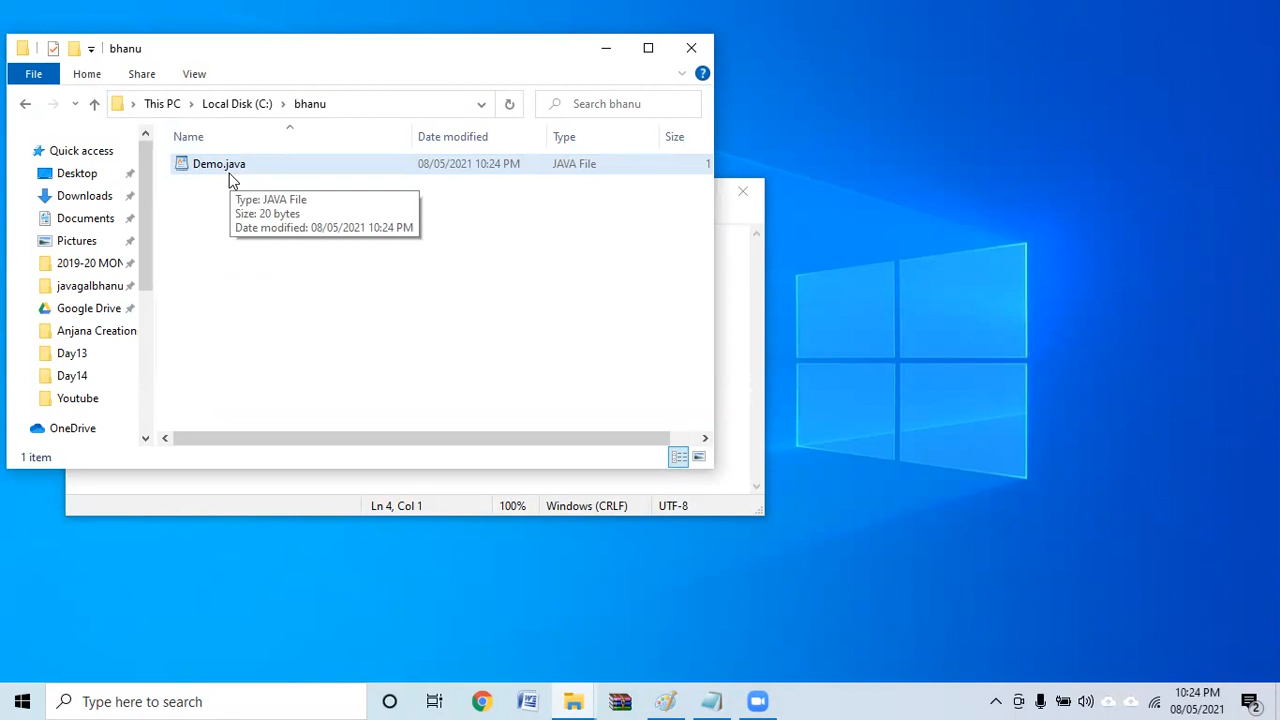 bhanu
File Home Share View
This PC Local Disk (C:) bhanu
Search bhanu
Name Date modified Type Size
Demo.java 08/05/2021 10:24 PM JAVA File 1
Type: JAVA File
Size: 20 bytes
Date modified: 08/05/2021 10:24 PM
Quick access
Desktop
Downloads
Documents
Pictures
2019-20 MON
javagalbhanu
Google Drive
Anjana Creation
Day13
Day14
Youtube
OneDrive
1 item
Ln 4, Col 1 100% Windows (CRLF) UTF-8
Type here to search
10:24 PM
08/05/2021
2